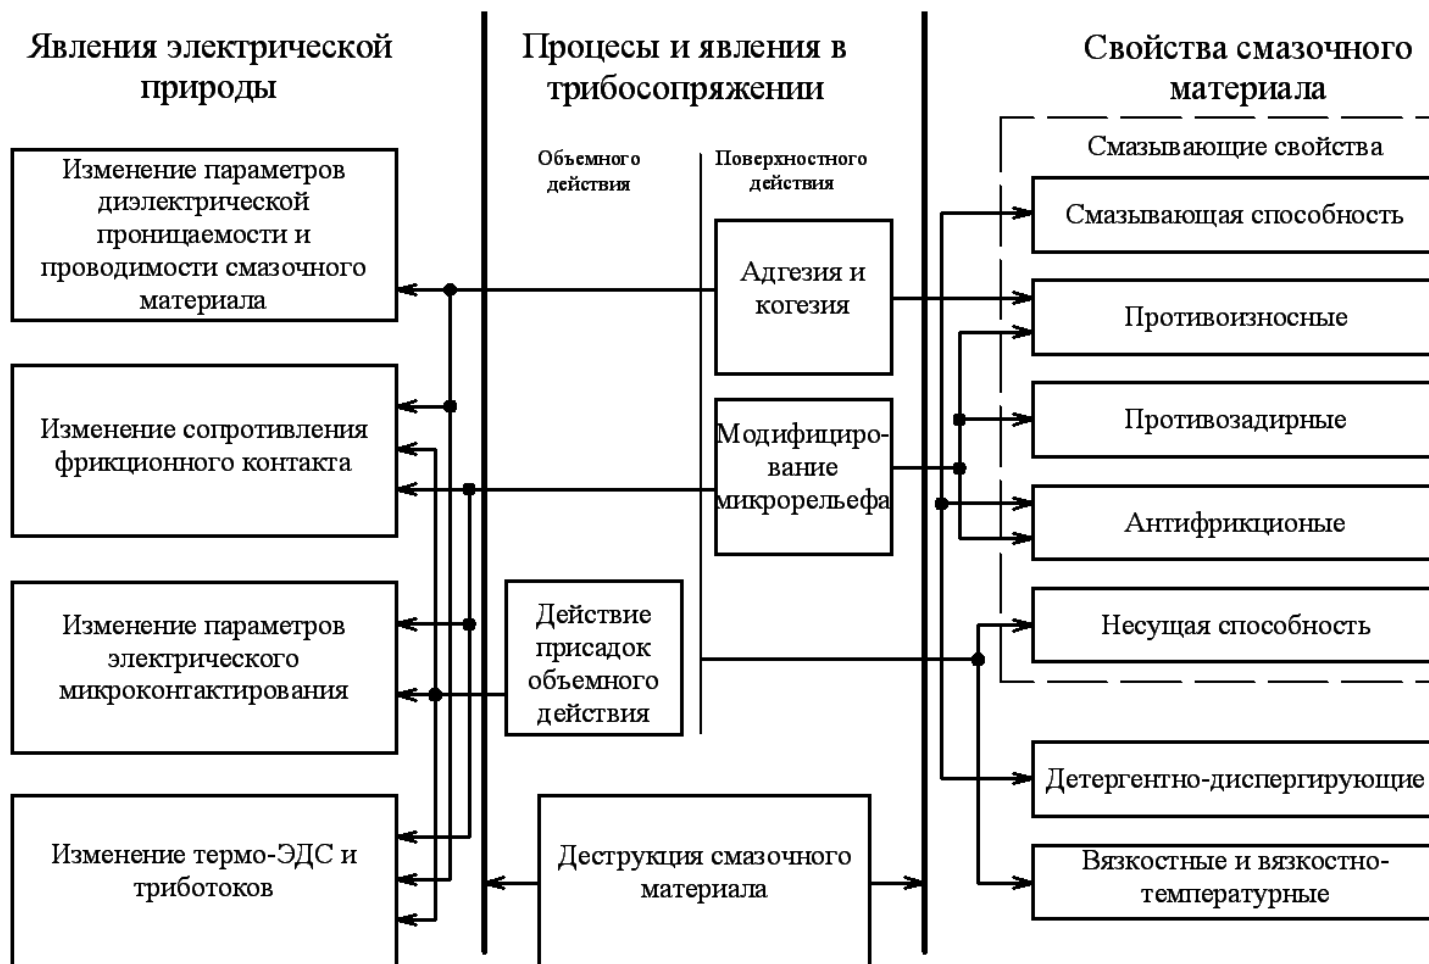 Явления электрической
природы
Процесы и явления в
трибосопряжении
Свойства смазочного
материала
Объемного
действия
Поверхностного
действия
Изменение параметров
диэлектрической
проницаемости и
проводимости смазочного
материала
Изменение сопротивления
фрикционного контакта
Изменение параметров
электрического
микроконтактирования
Изменение термо-ЭДС и
триботоков
Адгезия и
когезия
Модифициро-
вание
микрорельефа
Действие
присадок
объемного
действия
Деструкция смазочного
материала
Смазывающие свойства
Смазывающая способность
Противоизносные
Противозадирные
Антифрикционые
Несущая способность
Детергентно-диспергирующие
Вязкостные и вязкостно-
температурные